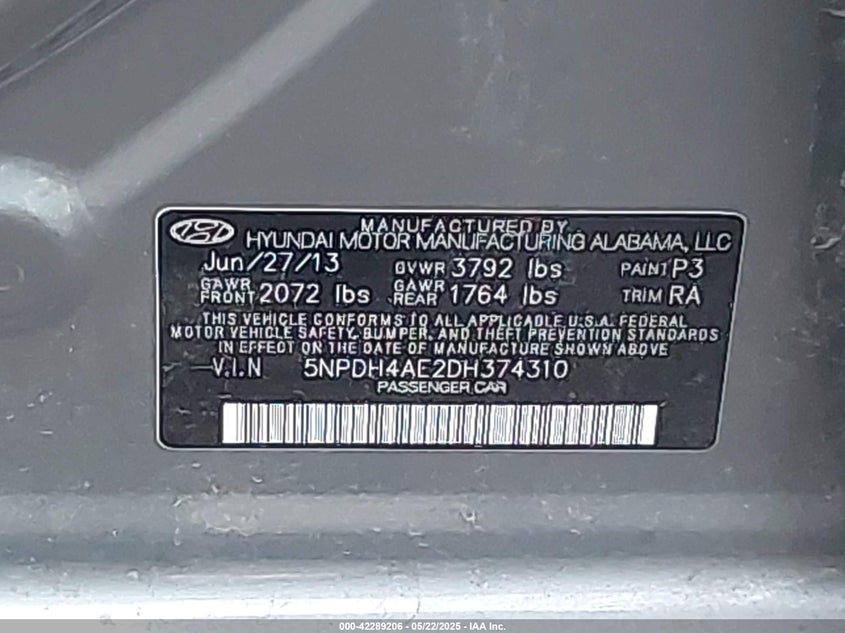 MANUFACTURED BY
HYUNDAI MOTOR MANUFACTURING ALABAMA, LLC
Jun/27/13 GVWR 3792 lbs PAINT P3
GAWR FRONT 2072 lbs GAWR REAR 1764 lbs TRIM RA
THIS VEHICLE CONFORMS TO ALL APPLICABLE U.S.A. FEDERAL
MOTOR VEHICLE SAFETY, BUMPER, AND THEFT PREVENTION STANDARDS
IN EFFECT ON THE DATE OF MANUFACTURE SHOWN ABOVE
V.I.N 5NPDH4AE2DH374310
PASSENGER CAR
000-42289206 - 05/22/2025 - IAA Inc.